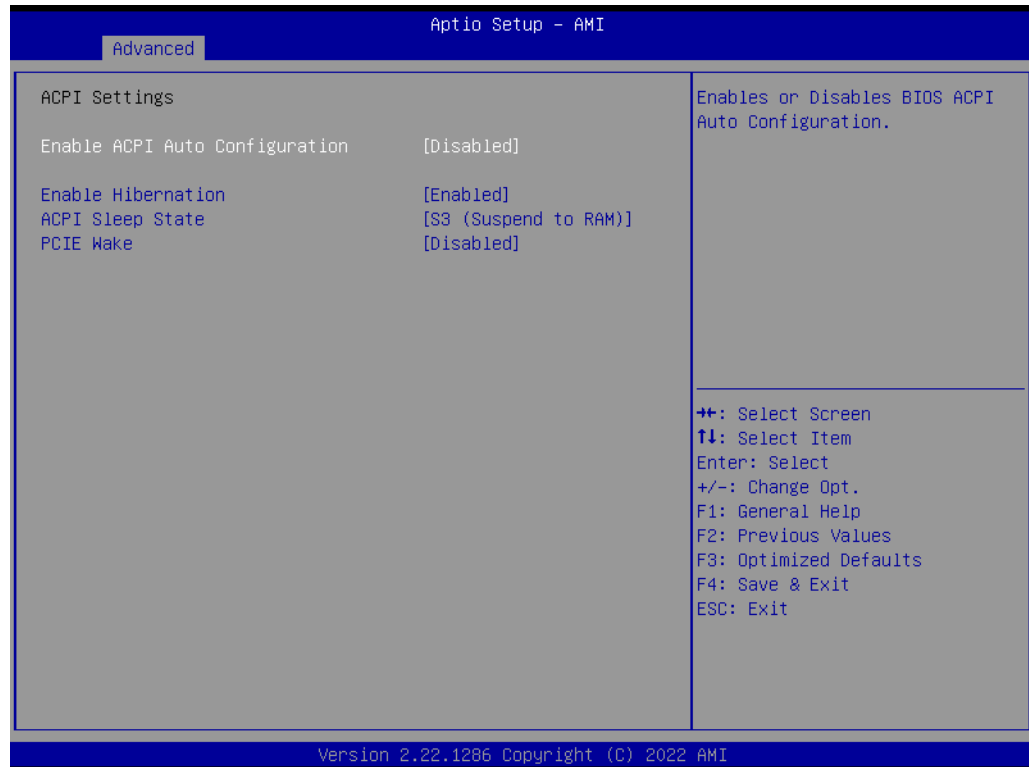 Aptio Setup – AMI
Advanced
ACPI Settings
Enable ACPI Auto Configuration [Disabled]
Enable Hibernation [Enabled]
ACPI Sleep State [S3 (Suspend to RAM)]
PCIE Wake [Disabled]
Enables or Disables BIOS ACPI
Auto Configuration.
→←: Select Screen
↑↓: Select Item
Enter: Select
+/-: Change Opt.
F1: General Help
F2: Previous Values
F3: Optimized Defaults
F4: Save & Exit
ESC: Exit
Version 2.22.1286 Copyright (C) 2022 AMI